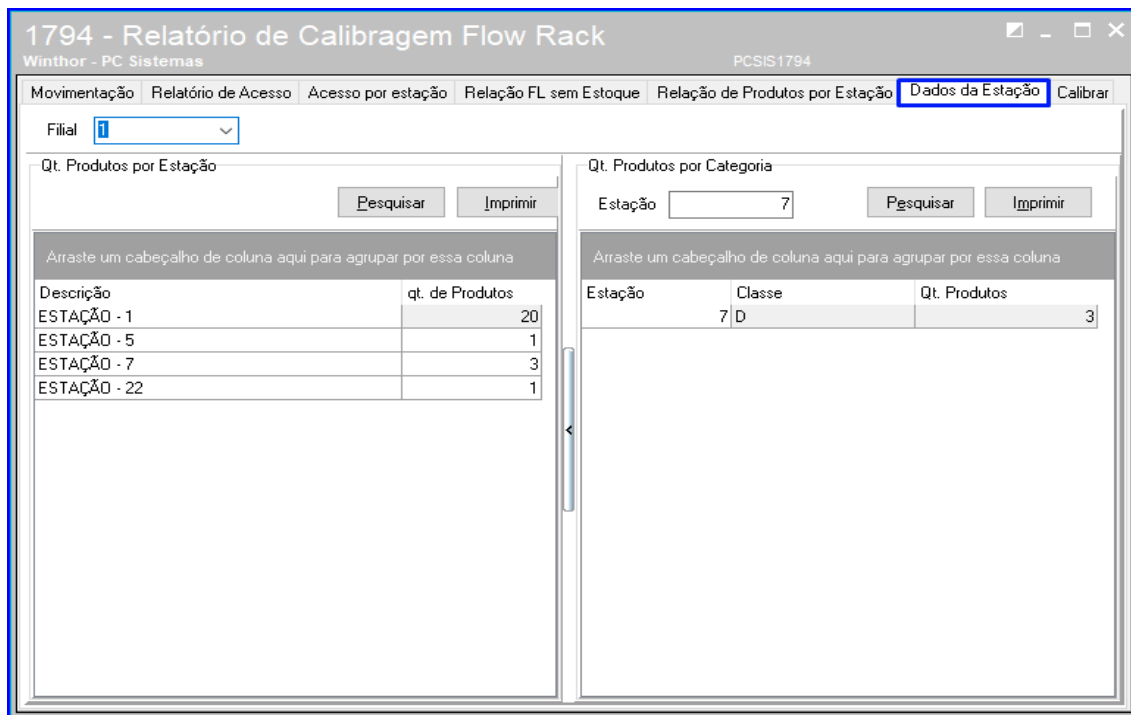 1794 - Relatório de Calibragem Flow Rack
Winthor - PC Sistemas PCSIS1794
Movimentação Relatório de Acesso Acesso por estação Relação FL sem Estoque Relação de Produtos por Estação Dados da Estação Calibrar
Filial 1
Qt. Produtos por Estação
Pesquisar Imprimir
Arraste um cabeçalho de coluna aqui para agrupar por essa coluna
Descrição qt. de Produtos
ESTAÇÃO - 1 20
ESTAÇÃO - 5 1
ESTAÇÃO - 7 3
ESTAÇÃO - 22 1
<
Qt. Produtos por Categoria
Estação 7 Pesquisar Imprimir
Arraste um cabeçalho de coluna aqui para agrupar por essa coluna
Estação Classe Qt. Produtos
7 D 3